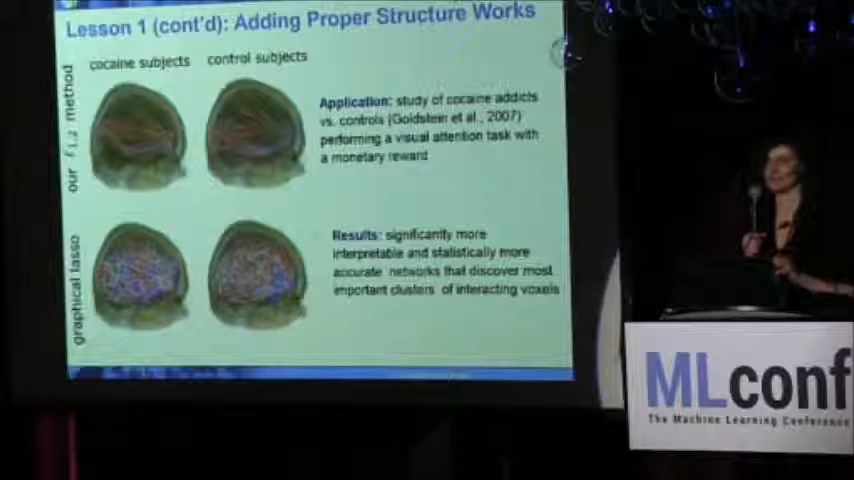 Lesson 1 (cont'd): Adding Proper Structure Works
cocaine subjects control subjects
our ℓ1,2 method
Application: study of cocaine addicts
vs. controls (Goldstein et al., 2007)
performing a visual attention task with
a monetary reward
graphical lasso
Results: significantly more
interpretable and statistically more
accurate networks that discover most
important clusters of interacting voxels
MLconf
The Machine Learning Conference